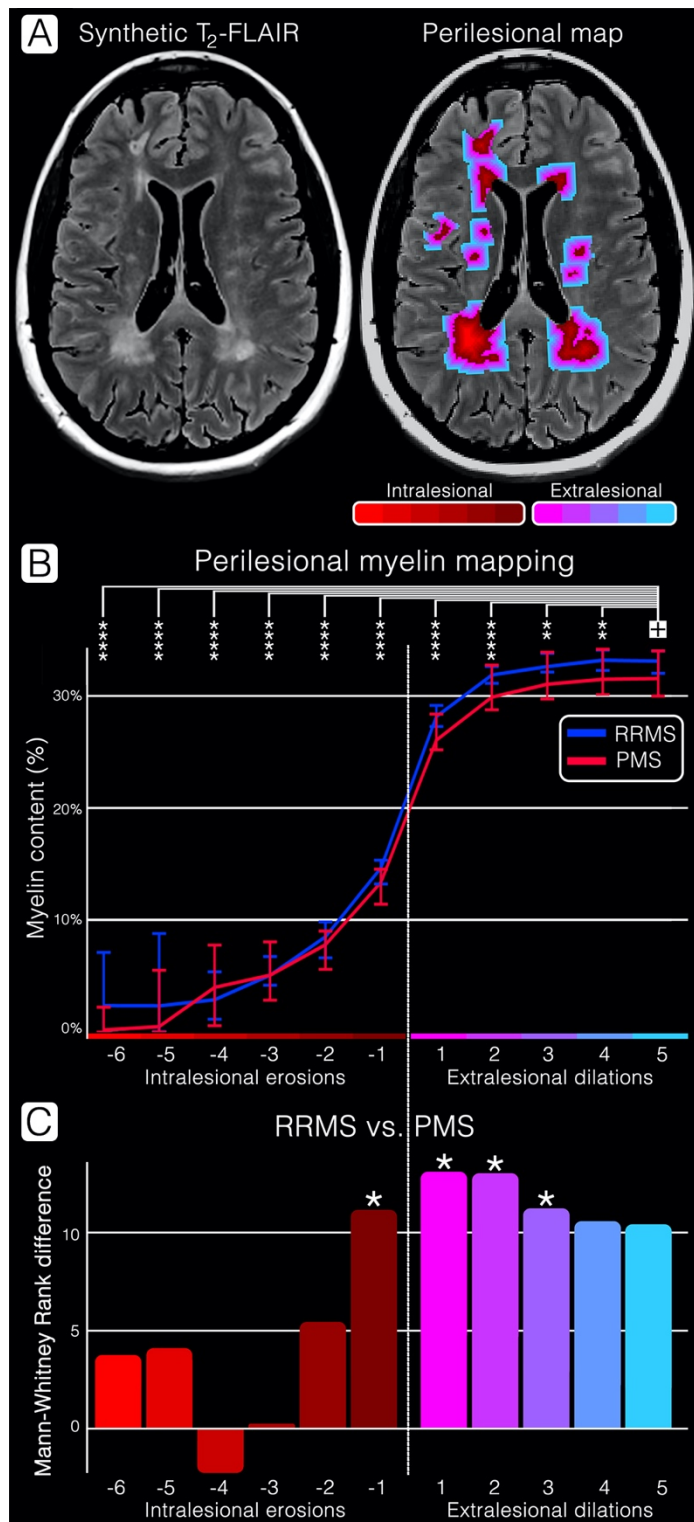 A
Synthetic T₂-FLAIR
Perilesional map
Intralesional
Extralesional
B
Perilesional myelin mapping
**** **** **** **** **** **** **** **** ** ** +
Myelin content (%)
30%
20%
10%
0%
RRMS
PMS
-6 -5 -4 -3 -2 -1 1 2 3 4 5
Intralesional erosions
Extralesional dilations
C
RRMS vs. PMS
Mann-Whitney Rank difference
10
5
0
* * * *
-6 -5 -4 -3 -2 -1 1 2 3 4 5
Intralesional erosions
Extralesional dilations